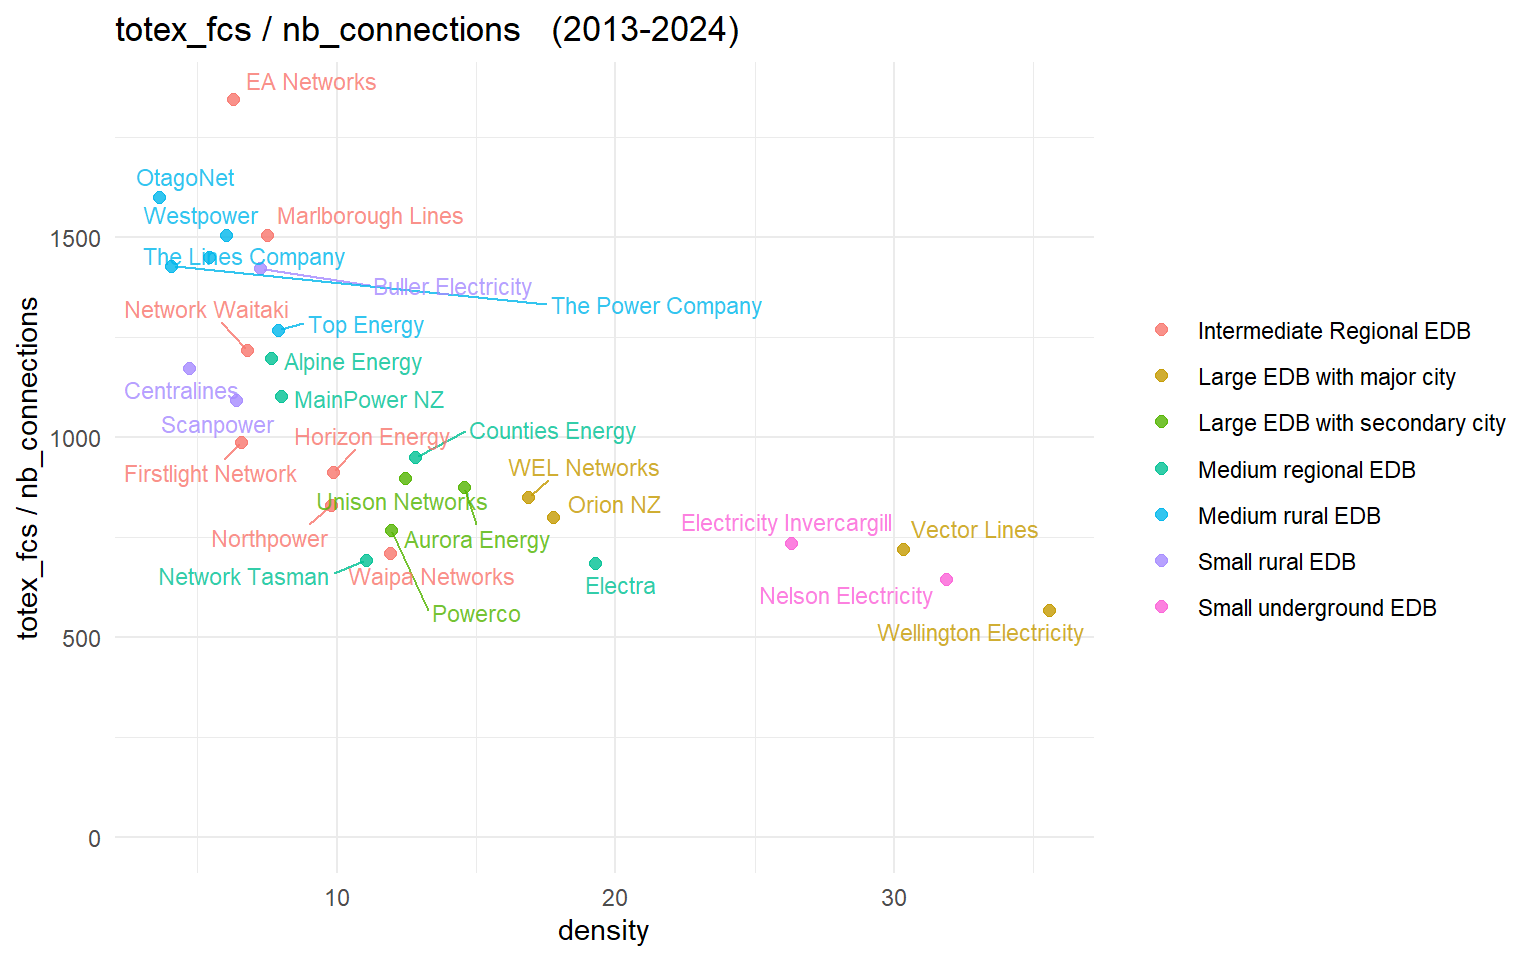 totex_fcs / nb_connections (2013-2024)
EA Networks
OtagoNet
Westpower
Marlborough Lines
1500
The Lines Company
Buller Electricity
The Power Company
Network Waitaki
Top Energy
Alpine Energy
Centralines
MainPower NZ
Scanpower
1000
Horizon Energy
Counties Energy
Firstlight Network
WEL Networks
Unison Networks
Orion NZ
Northpower
Aurora Energy
Electricity Invercargill
Vector Lines
Network Tasman
Waipa Networks
Electra
Nelson Electricity
Powerco
Wellington Electricity
500
0
totex_fcs / nb_connections
10
20
30
density
Intermediate Regional EDB
Large EDB with major city
Large EDB with secondary city
Medium regional EDB
Medium rural EDB
Small rural EDB
Small underground EDB